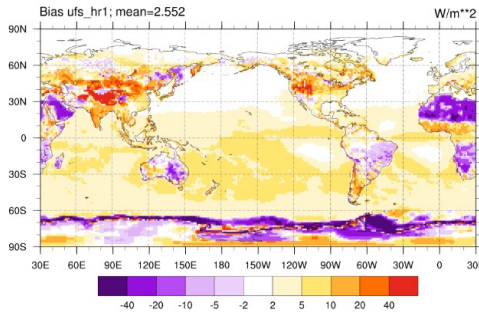 Bias ufs_hr1; mean=2.552 W/m**2
90N
60N
30N
0
30S
60S
90S
30E 60E 90E 120E 150E 180 150W 120W 90W 60W 30W 0 30
-40 -20 -10 -5 -2 2 5 10 20 40